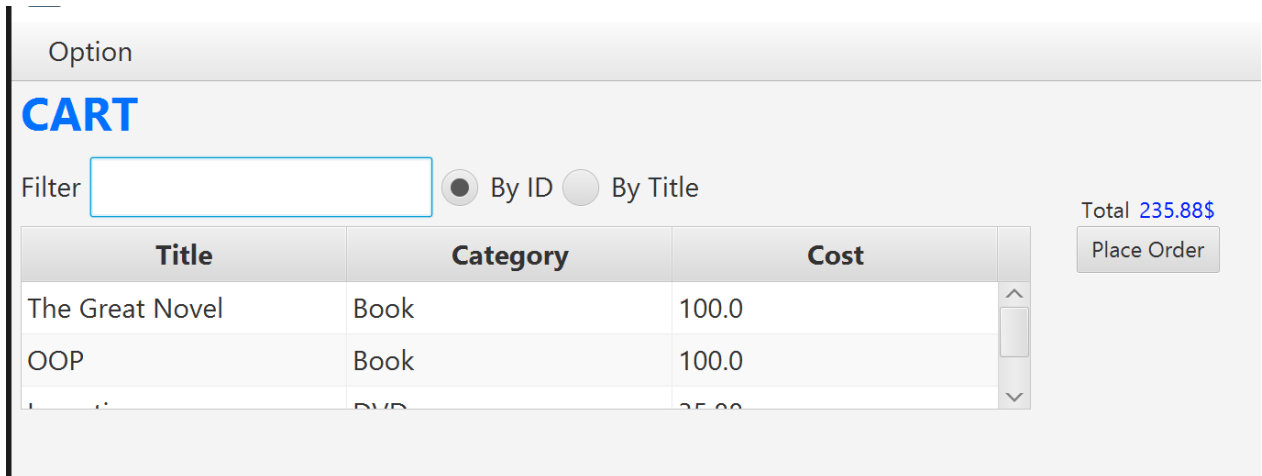 Option
CART
Filter By ID By Title
Total 235.88$
Place Order
Title Category Cost
The Great Novel Book 100.0
OOP Book 100.0
DVD